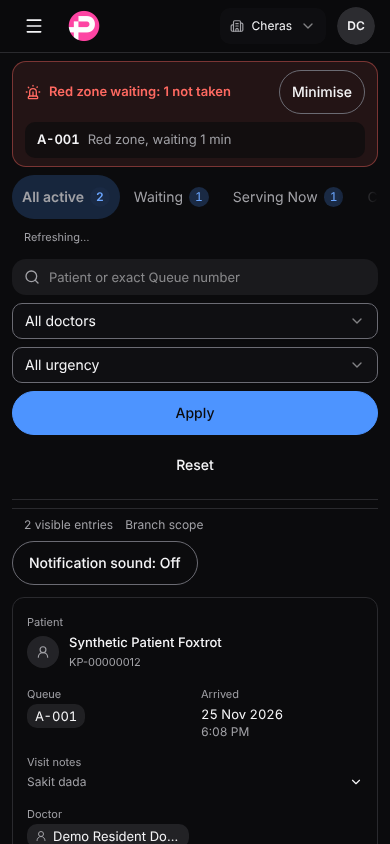 Cheras
DC
Red zone waiting: 1 not taken
Minimise
A-001 Red zone, waiting 1 min
All active 2 Waiting 1 Serving Now 1
Refreshing...
Patient or exact Queue number
All doctors
All urgency
Apply
Reset
2 visible entries Branch scope
Notification sound: Off
Patient
Synthetic Patient Foxtrot
KP-00000012
Queue Arrived
A-001 25 Nov 2026
6:08 PM
Visit notes
Sakit dada
Doctor
Demo Resident Do...